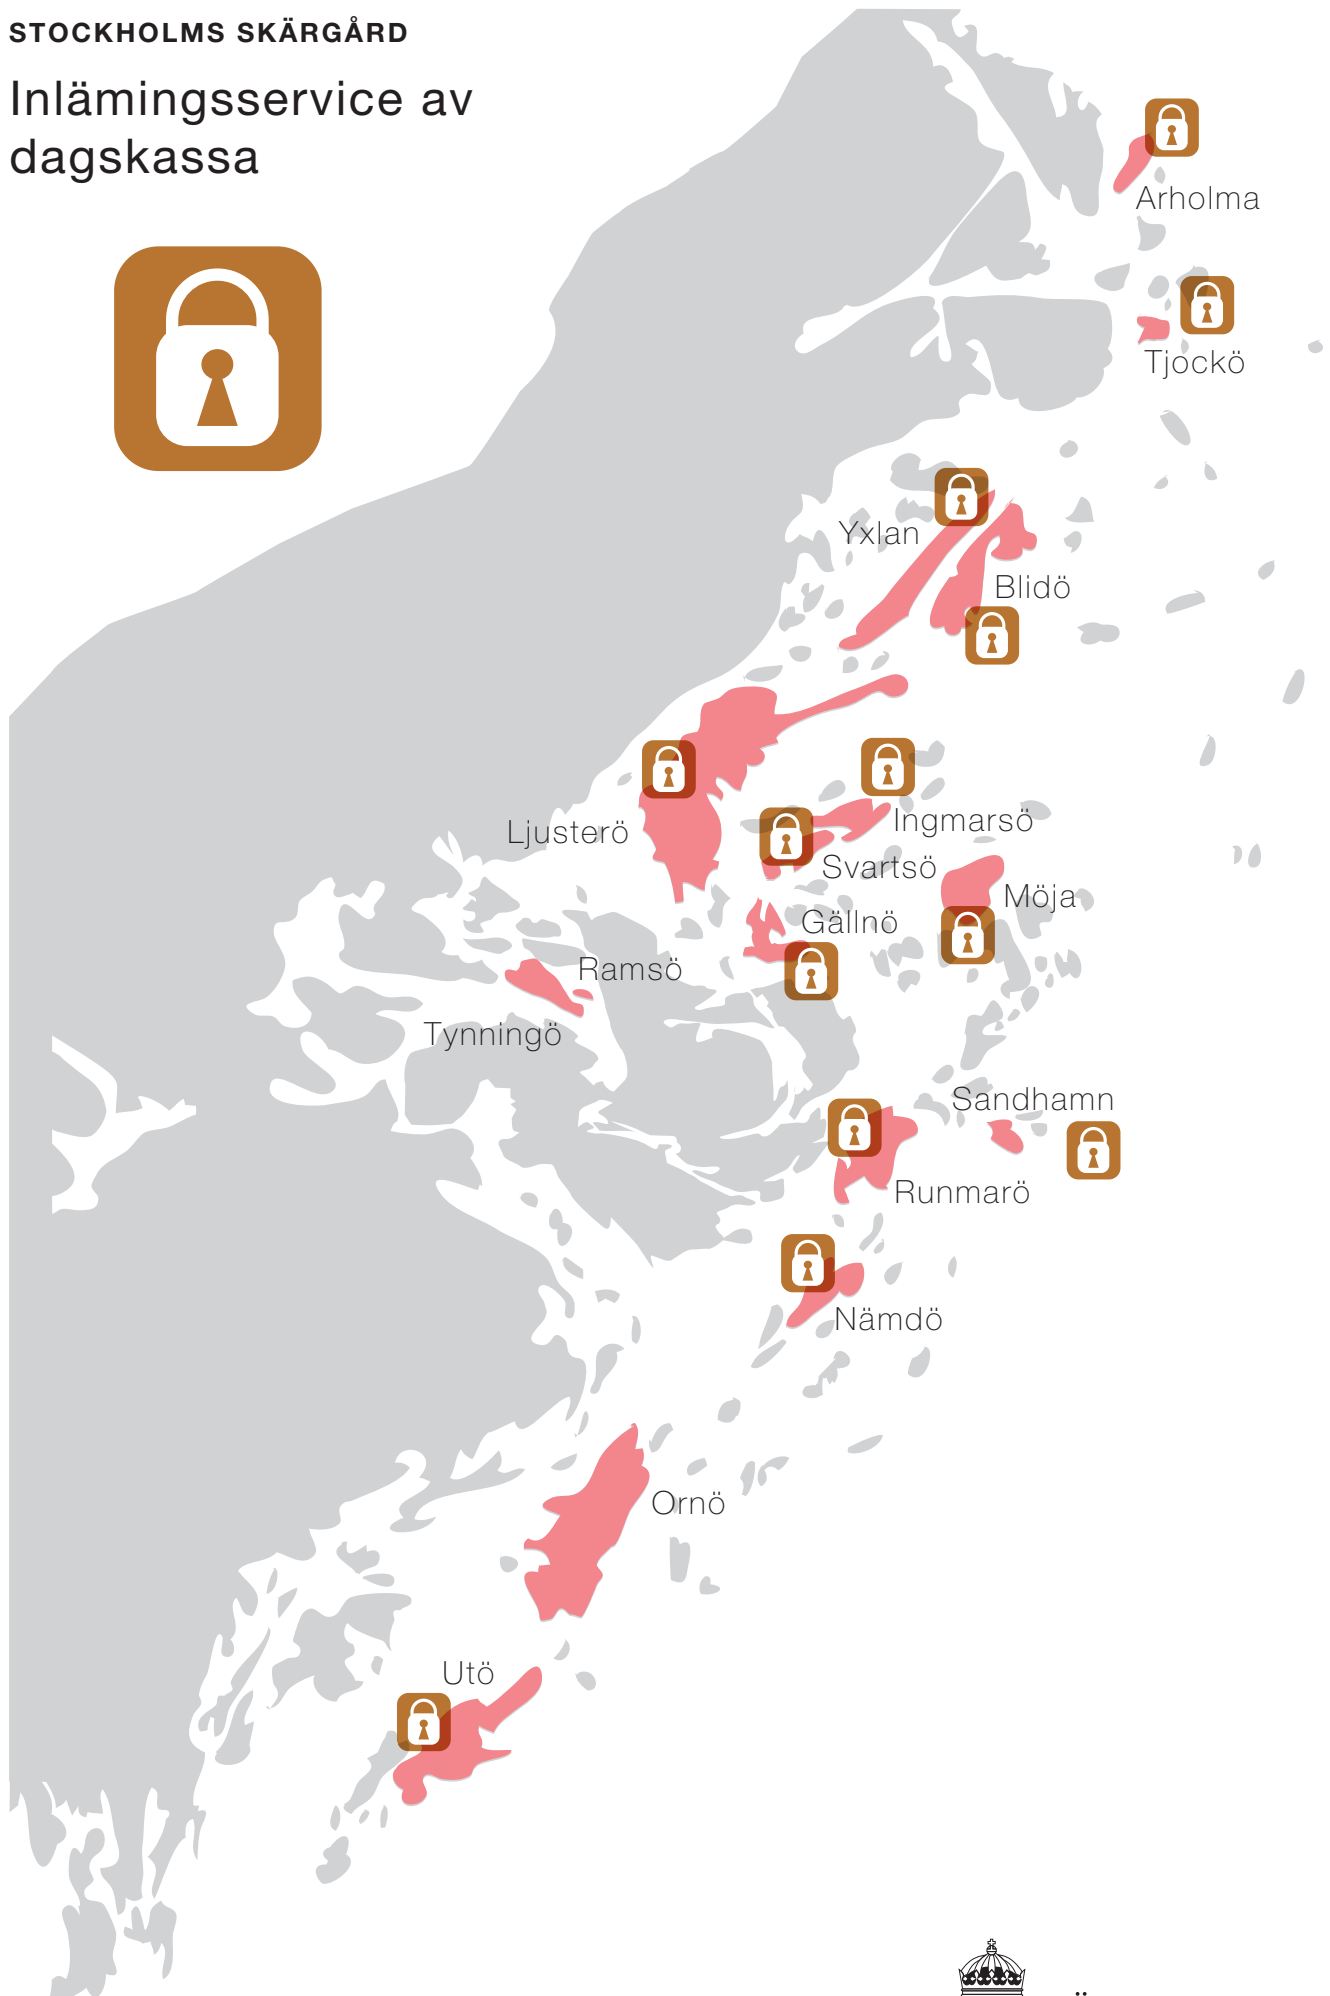 STOCKHOLMS SKÄRGÅRD
Inlämingsservice av
dagskassa
Arholma
Tjockö
Yxlan
Blidö
Ljusterö
Ingmarsö
Svartsö
Möja
Gällnö
Ramsö
Tynningö
Sandhamn
Runmarö
Nämdö
Ornö
Utö